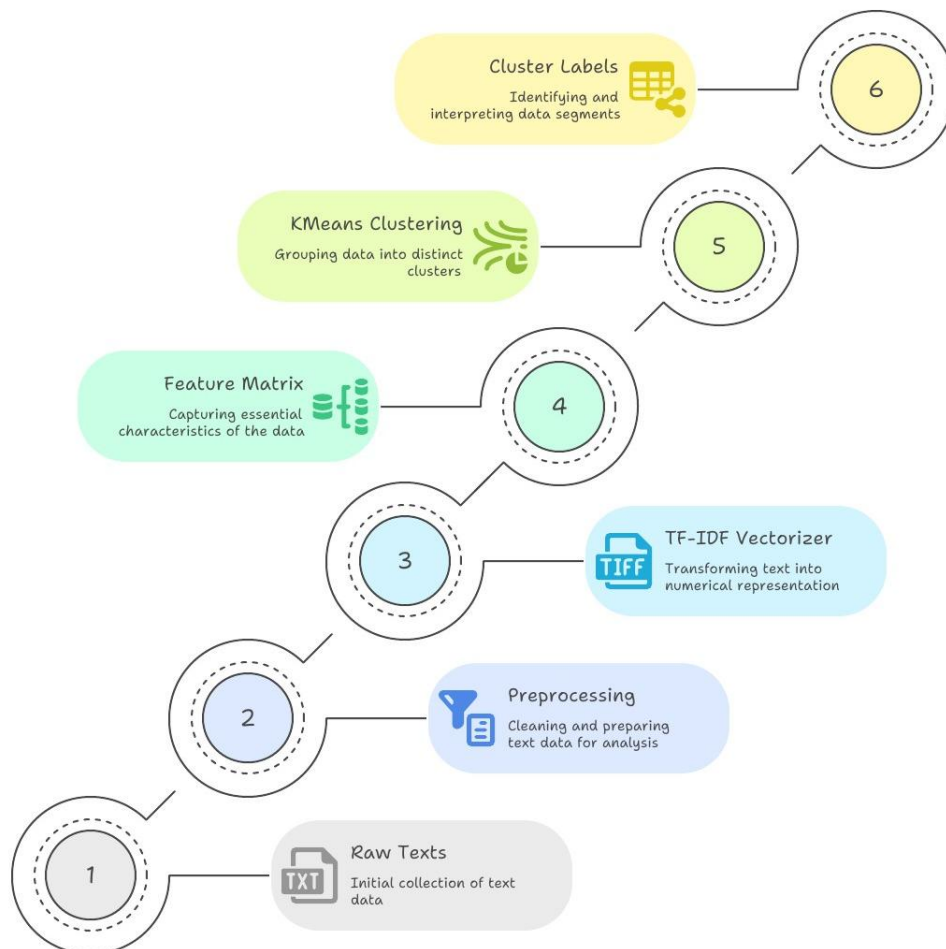 Cluster Labels
Identifying and
interpreting data segments
6
KMeans Clustering
Grouping data into distinct
clusters
5
Feature Matrix
Capturing essential
characteristics of the data
4
3
TIFF
TF-IDF Vectorizer
Transforming text into
numerical representation
2
Preprocessing
Cleaning and preparing
text data for analysis
1
TXT
Raw Texts
Initial collection of text
data